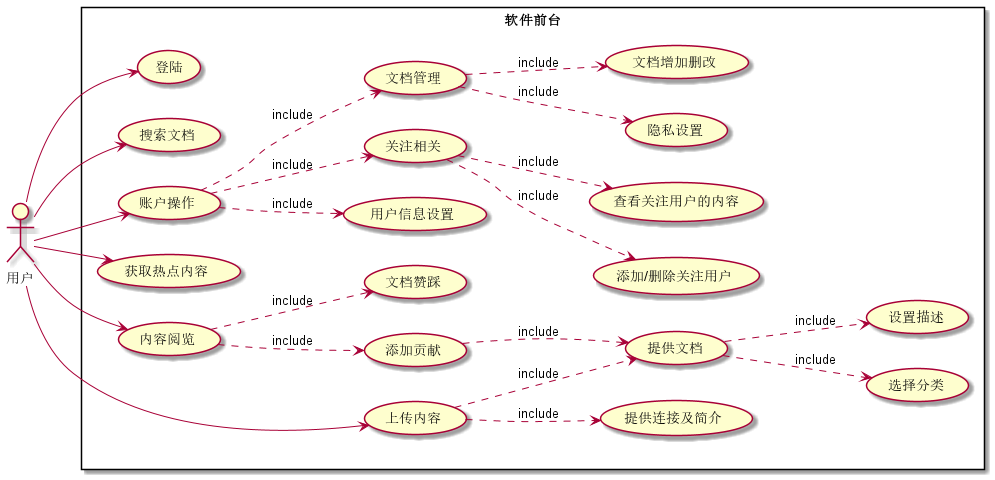 软件前台
登陆
搜索文档
账户操作
获取热点内容
内容阅览
用户
include
include
include
include
include
文档管理
关注相关
用户信息设置
文档赞踩
添加贡献
上传内容
include
include
include
include
include
include
include
文档增加删改
隐私设置
查看关注用户的内容
添加/删除关注用户
提供文档
提供连接及简介
include
include
设置描述
选择分类